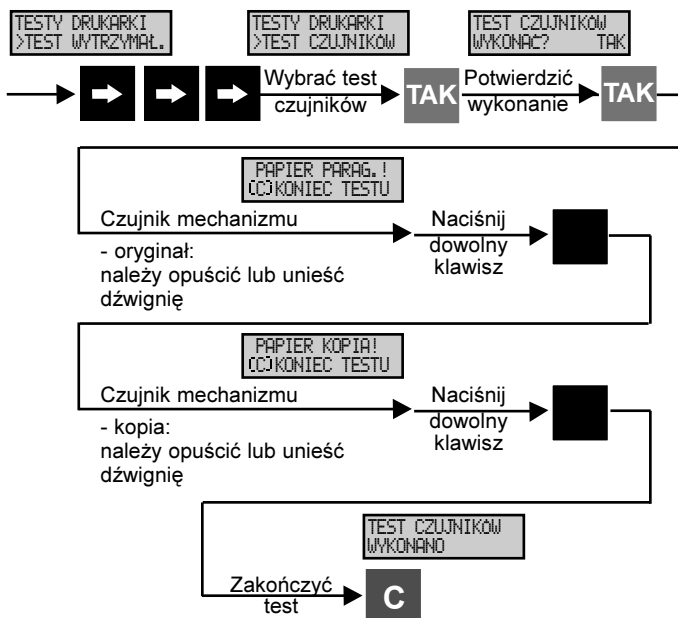 TESTY DRUKARKI
>TEST WYTRZYMAŁ.
TESTY DRUKARKI
>TEST CZUJNIKÓW
TEST CZUJNIKÓW
WYKONAĆ? TAK
Wybrać test
czujników
TAK
Potwierdzić
wykonanie
TAK
PAPIER PARAG.!
(C)KONIEC TESTU
Czujnik mechanizmu
- oryginał:
należy opuścić lub unieść
dźwignię
Naciśnij
dowolny
klawisz
PAPIER KOPIA!
(C)KONIEC TESTU
Czujnik mechanizmu
- kopia:
należy opuścić lub unieść
dźwignię
Naciśnij
dowolny
klawisz
TEST CZUJNIKÓW
WYKONANO
Zakończyć
test
C